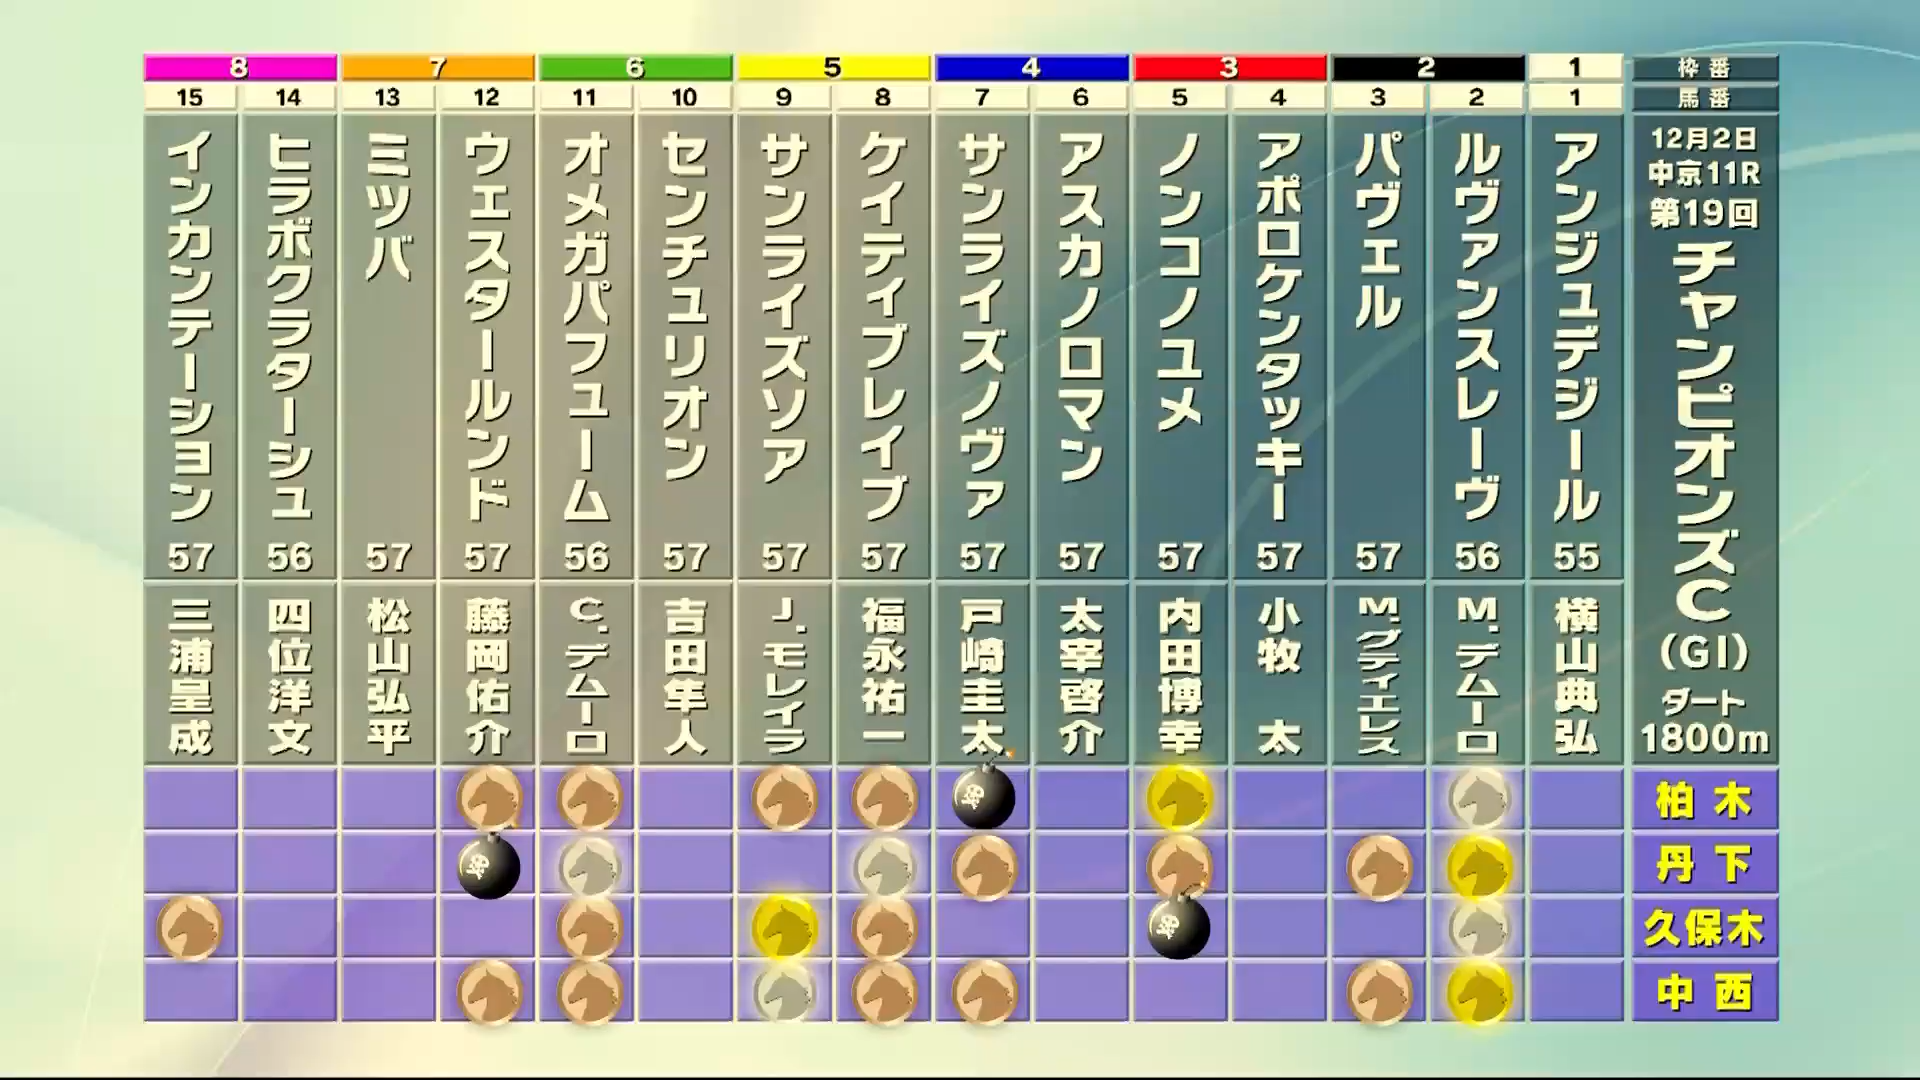 枠番
馬番
12月2日
中京11R
第19回
チャンピオンズC
(GI)
ダート
1800m
柏木
丹下
久保木
中西
1
1
アンジュデジール
55
横山典弘
2
2
ルヴァンスレーヴ
56
M.デムーロ
3
パヴェル
57
M.グティエレス
3
4
アポロケンタッキー
57
小牧 太
5
ノンコノユメ
57
内田博幸
4
6
アスカノロマン
57
太宰啓介
7
サンライズノヴァ
57
戸崎圭太
5
8
ケイティブレイブ
57
福永祐一
9
サンライズソア
57
J.モレイラ
6
10
センチュリオン
57
吉田隼人
11
オメガパフューム
56
C.デムーロ
7
12
ウェスタールンド
57
藤岡佑介
13
ミツバ
57
松山弘平
8
14
ヒラボクラターシュ
56
四位洋文
15
インカンテーション
57
三浦皇成